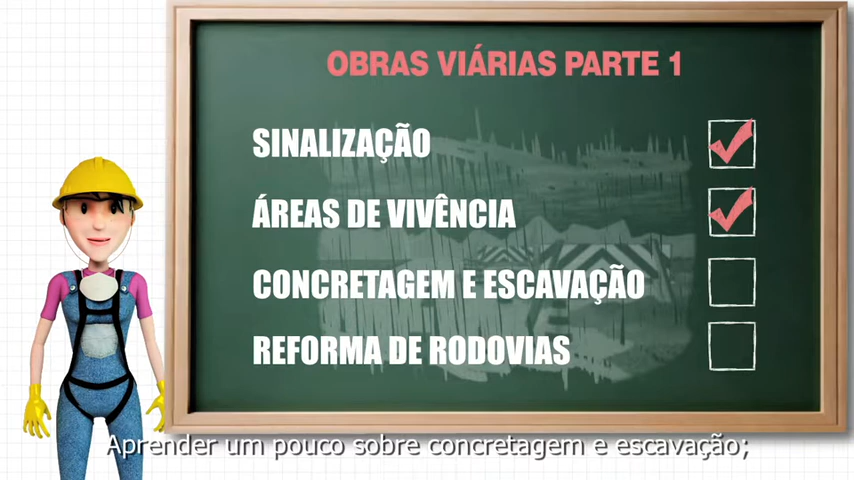 OBRAS VIÁRIAS PARTE 1
SINALIZAÇÃO
ÁREAS DE VIVÊNCIA
CONCRETAGEM E ESCAVAÇÃO
REFORMA DE RODOVIAS
Aprender um pouco sobre concretagem e escavação;